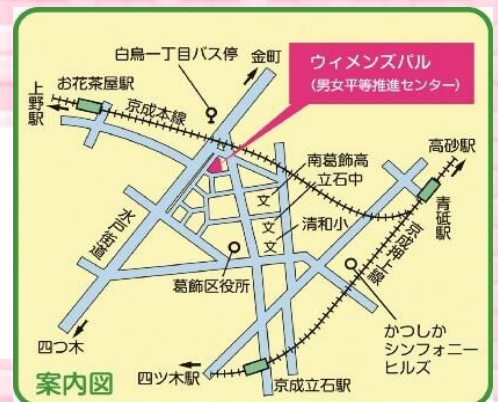 白鳥一丁目バス停
金町
ウィメンズパル
(男女平等推進センター)
お花茶屋駅
上野駅
京成本線
高砂駅
南葛飾高
立石中
文
清和小
文
文
青砥駅
水戸街道
葛飾区役所
京成押上線
かつしか
シンフォニー
ヒルズ
四つ木
四ツ木駅
京成立石駅
案内図